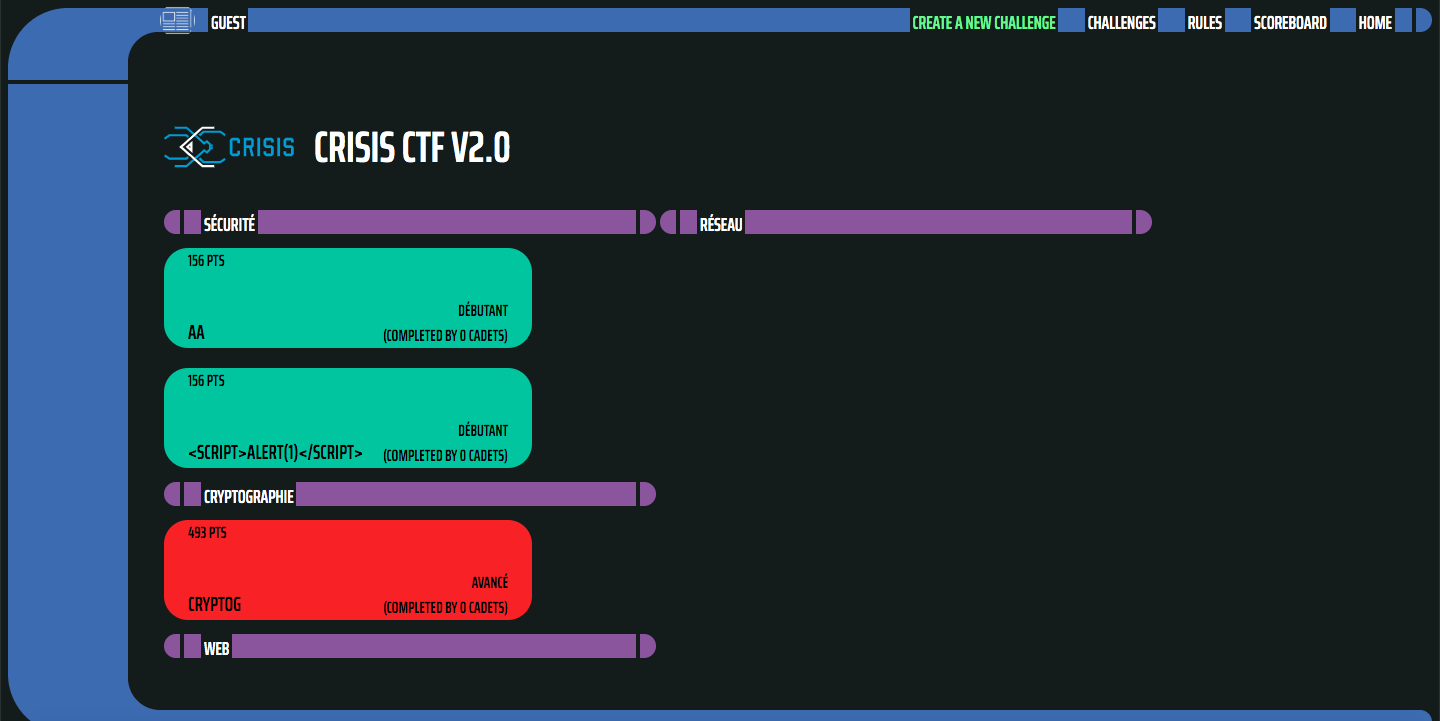 GUEST
CREATE A NEW CHALLENGE
CHALLENGES
RULES
SCOREBOARD
HOME
CRISIS
CRISIS CTF V2.0
SÉCURITÉ
RÉSEAU
156 PTS
DÉBUTANT
AA
(COMPLETED BY 0 CADETS)
156 PTS
DÉBUTANT
<SCRIPT>ALERT(1)</SCRIPT>
(COMPLETED BY 0 CADETS)
CRYPTOGRAPHIE
493 PTS
AVANCÉ
CRYPTOG
(COMPLETED BY 0 CADETS)
WEB